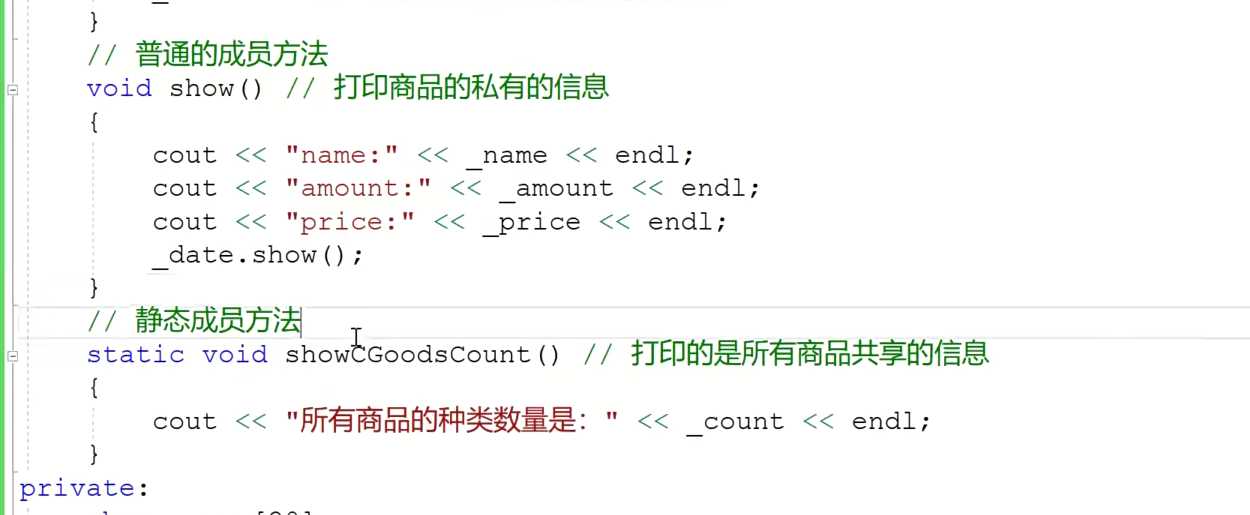 }
// 普通的成员方法
void show() // 打印商品的私有的信息
{
cout << "name:" << _name << endl;
cout << "amount:" << _amount << endl;
cout << "price:" << _price << endl;
_date.show();
}
// 静态成员方法
static void showCGoodsCount() // 打印的是所有商品共享的信息
{
cout << "所有商品的种类数量是：" << _count << endl;
}
private: